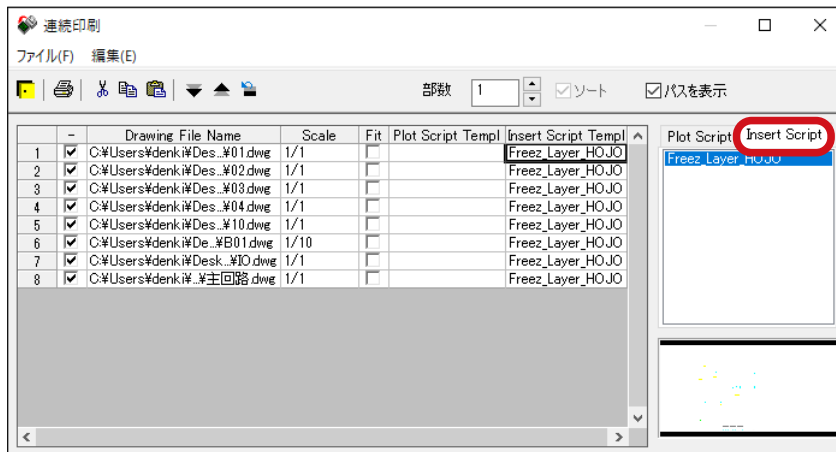 連続印刷
ファイル(F) 編集(E)
部数 1 ソート パスを表示
- Drawing File Name Scale Fit Plot Script Templ Insert Script Templ
1 C:¥Users¥denki¥Des...¥01.dwg 1/1 Freez_Layer_HOJO
2 C:¥Users¥denki¥Des...¥02.dwg 1/1 Freez_Layer_HOJO
3 C:¥Users¥denki¥Des...¥03.dwg 1/1 Freez_Layer_HOJO
4 C:¥Users¥denki¥Des...¥04.dwg 1/1 Freez_Layer_HOJO
5 C:¥Users¥denki¥Des...¥10.dwg 1/1 Freez_Layer_HOJO
6 C:¥Users¥denki¥De...¥B01.dwg 1/10 Freez_Layer_HOJO
7 C:¥Users¥denki¥Desk...¥IO.dwg 1/1 Freez_Layer_HOJO
8 C:¥Users¥denki¥...¥主回路.dwg 1/1 Freez_Layer_HOJO
Plot Script Insert Script
Freez_Layer_HOJO